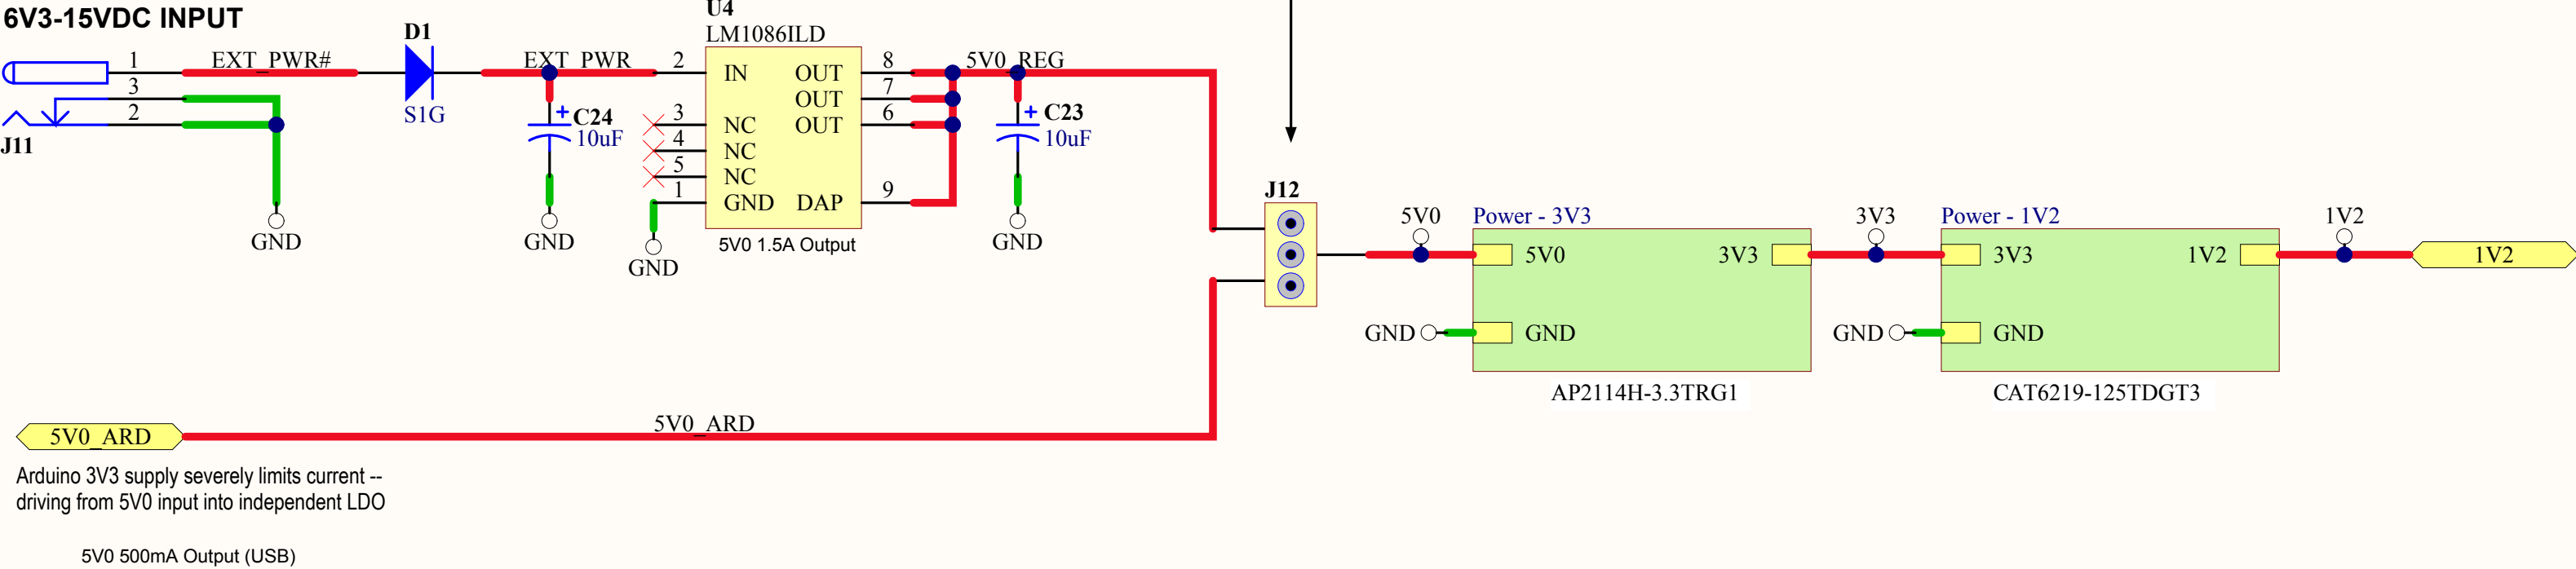 6V3-15VDC INPUT
J11
1
3
2
EXT_PWR#
GND
D1
S1G
EXT_PWR
C24
10uF
GND
U4
LM1086ILD
2
3
4
5
1
IN
NC
NC
NC
GND
OUT
OUT
OUT
DAP
8
7
6
9
5V0 1.5A Output
GND
5V0_REG
C23
10uF
GND
J12
5V0
Power - 3V3
5V0
3V3
GND
GND
AP2114H-3.3TRG1
3V3
Power - 1V2
3V3
1V2
GND
GND
CAT6219-125TDGT3
1V2
1V2
5V0_ARD
5V0_ARD
Arduino 3V3 supply severely limits current --
driving from 5V0 input into independent LDO
5V0 500mA Output (USB)